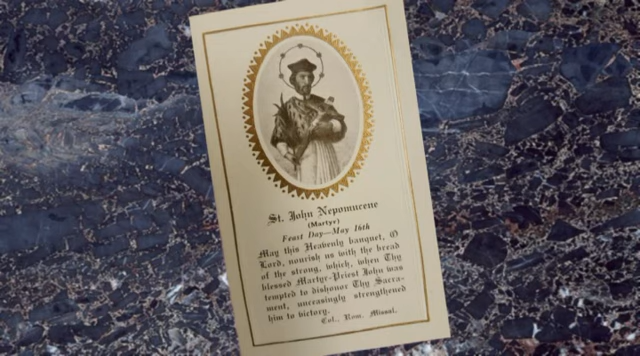 St. John Nepomucene
(Martyr)
Feast Day—May 16th
May this Heavenly banquet, O
Lord, nourish us with the bread
of the strong, which, when Thy
blessed Martyr-Priest John was
tempted to dishonor Thy Sacra-
ment, unceasingly strengthened
him to victory.
Col., Rom. Missal.